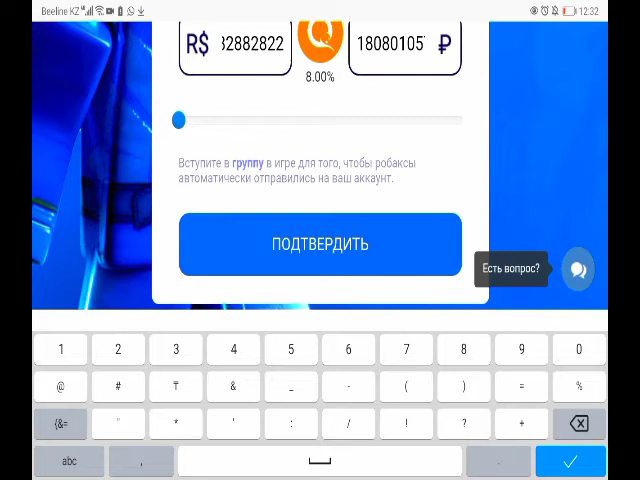 Beeline KZ 12:32
R$ 32882822 18080105 ₽
8.00%
Вступите в группу в игре для того, чтобы робаксы
автоматически отправились на ваш аккаунт.
ПОДТВЕРДИТЬ
Есть вопрос?
1 2 3 4 5 6 7 8 9 0
@ # ₸ & _ - ( ) = %
{&= " * ' : / ! ? +
abc , .